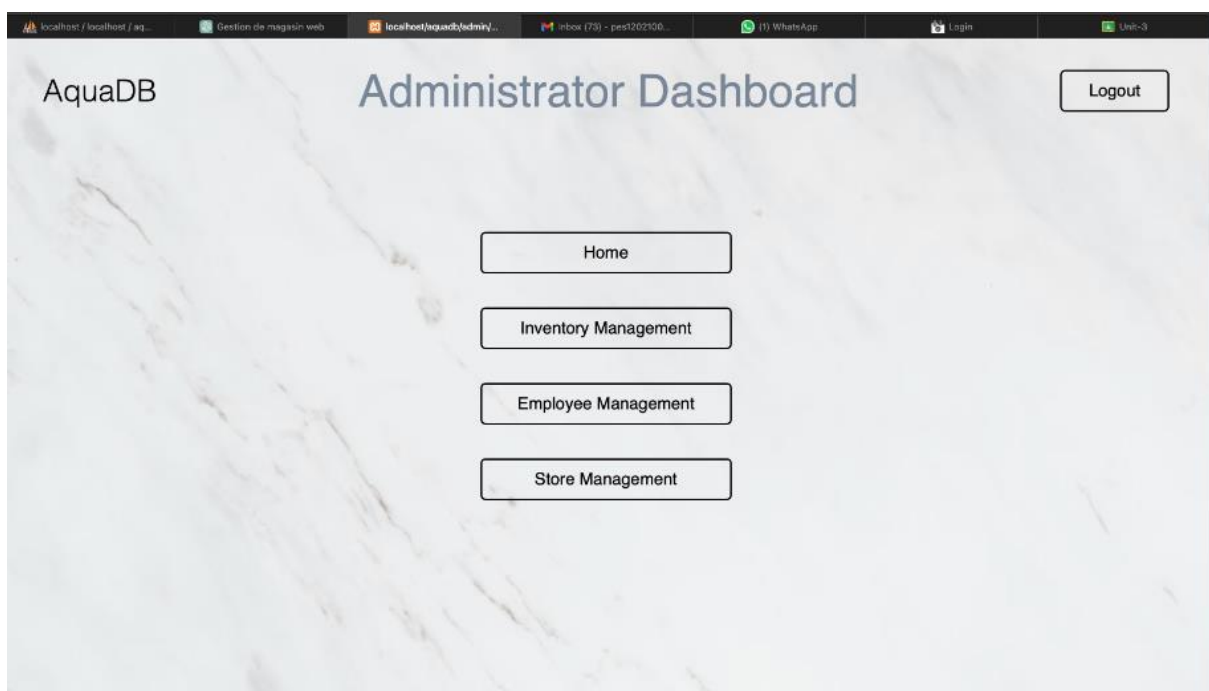 localhost / localhost / aq...
Gestion de magasin web
localhost/aquadb/admin/...
Inbox (73) - pes1202100...
(1) WhatsApp
Login
Unit-3
AquaDB
Administrator Dashboard
Logout
Home
Inventory Management
Employee Management
Store Management